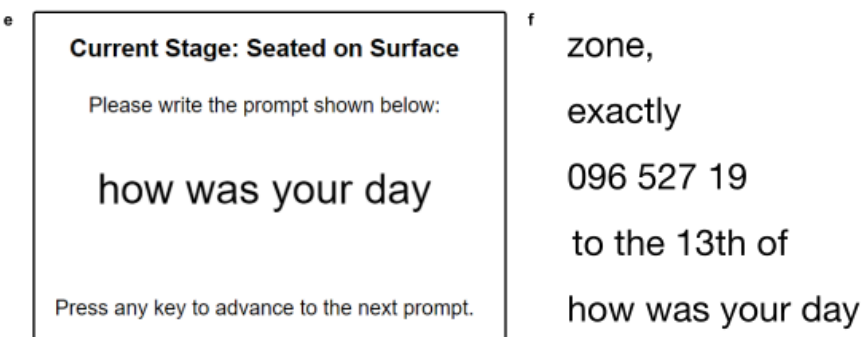 e
Current Stage: Seated on Surface
Please write the prompt shown below:
how was your day
Press any key to advance to the next prompt.
f
zone,
exactly
096 527 19
to the 13th of
how was your day